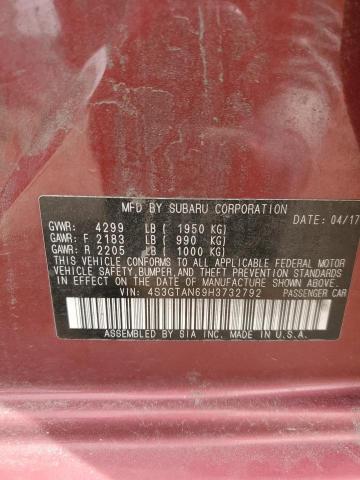 MFD BY SUBARU CORPORATION
DATE: 04/17
GVWR: 4299 LB ( 1950 KG)
GAWR: F 2183 LB ( 990 KG)
GAWR: R 2205 LB ( 1000 KG)
THIS VEHICLE CONFORMS TO ALL APPLICABLE FEDERAL MOTOR
VEHICLE SAFETY, BUMPER, AND THEFT PREVENTION STANDARDS
IN EFFECT ON THE DATE OF MANUFACTURE SHOWN ABOVE.
VIN: 4S3GTAN69H3732792 PASSENGER CAR
ASSEMBLED BY SIA INC. IN U.S.A.